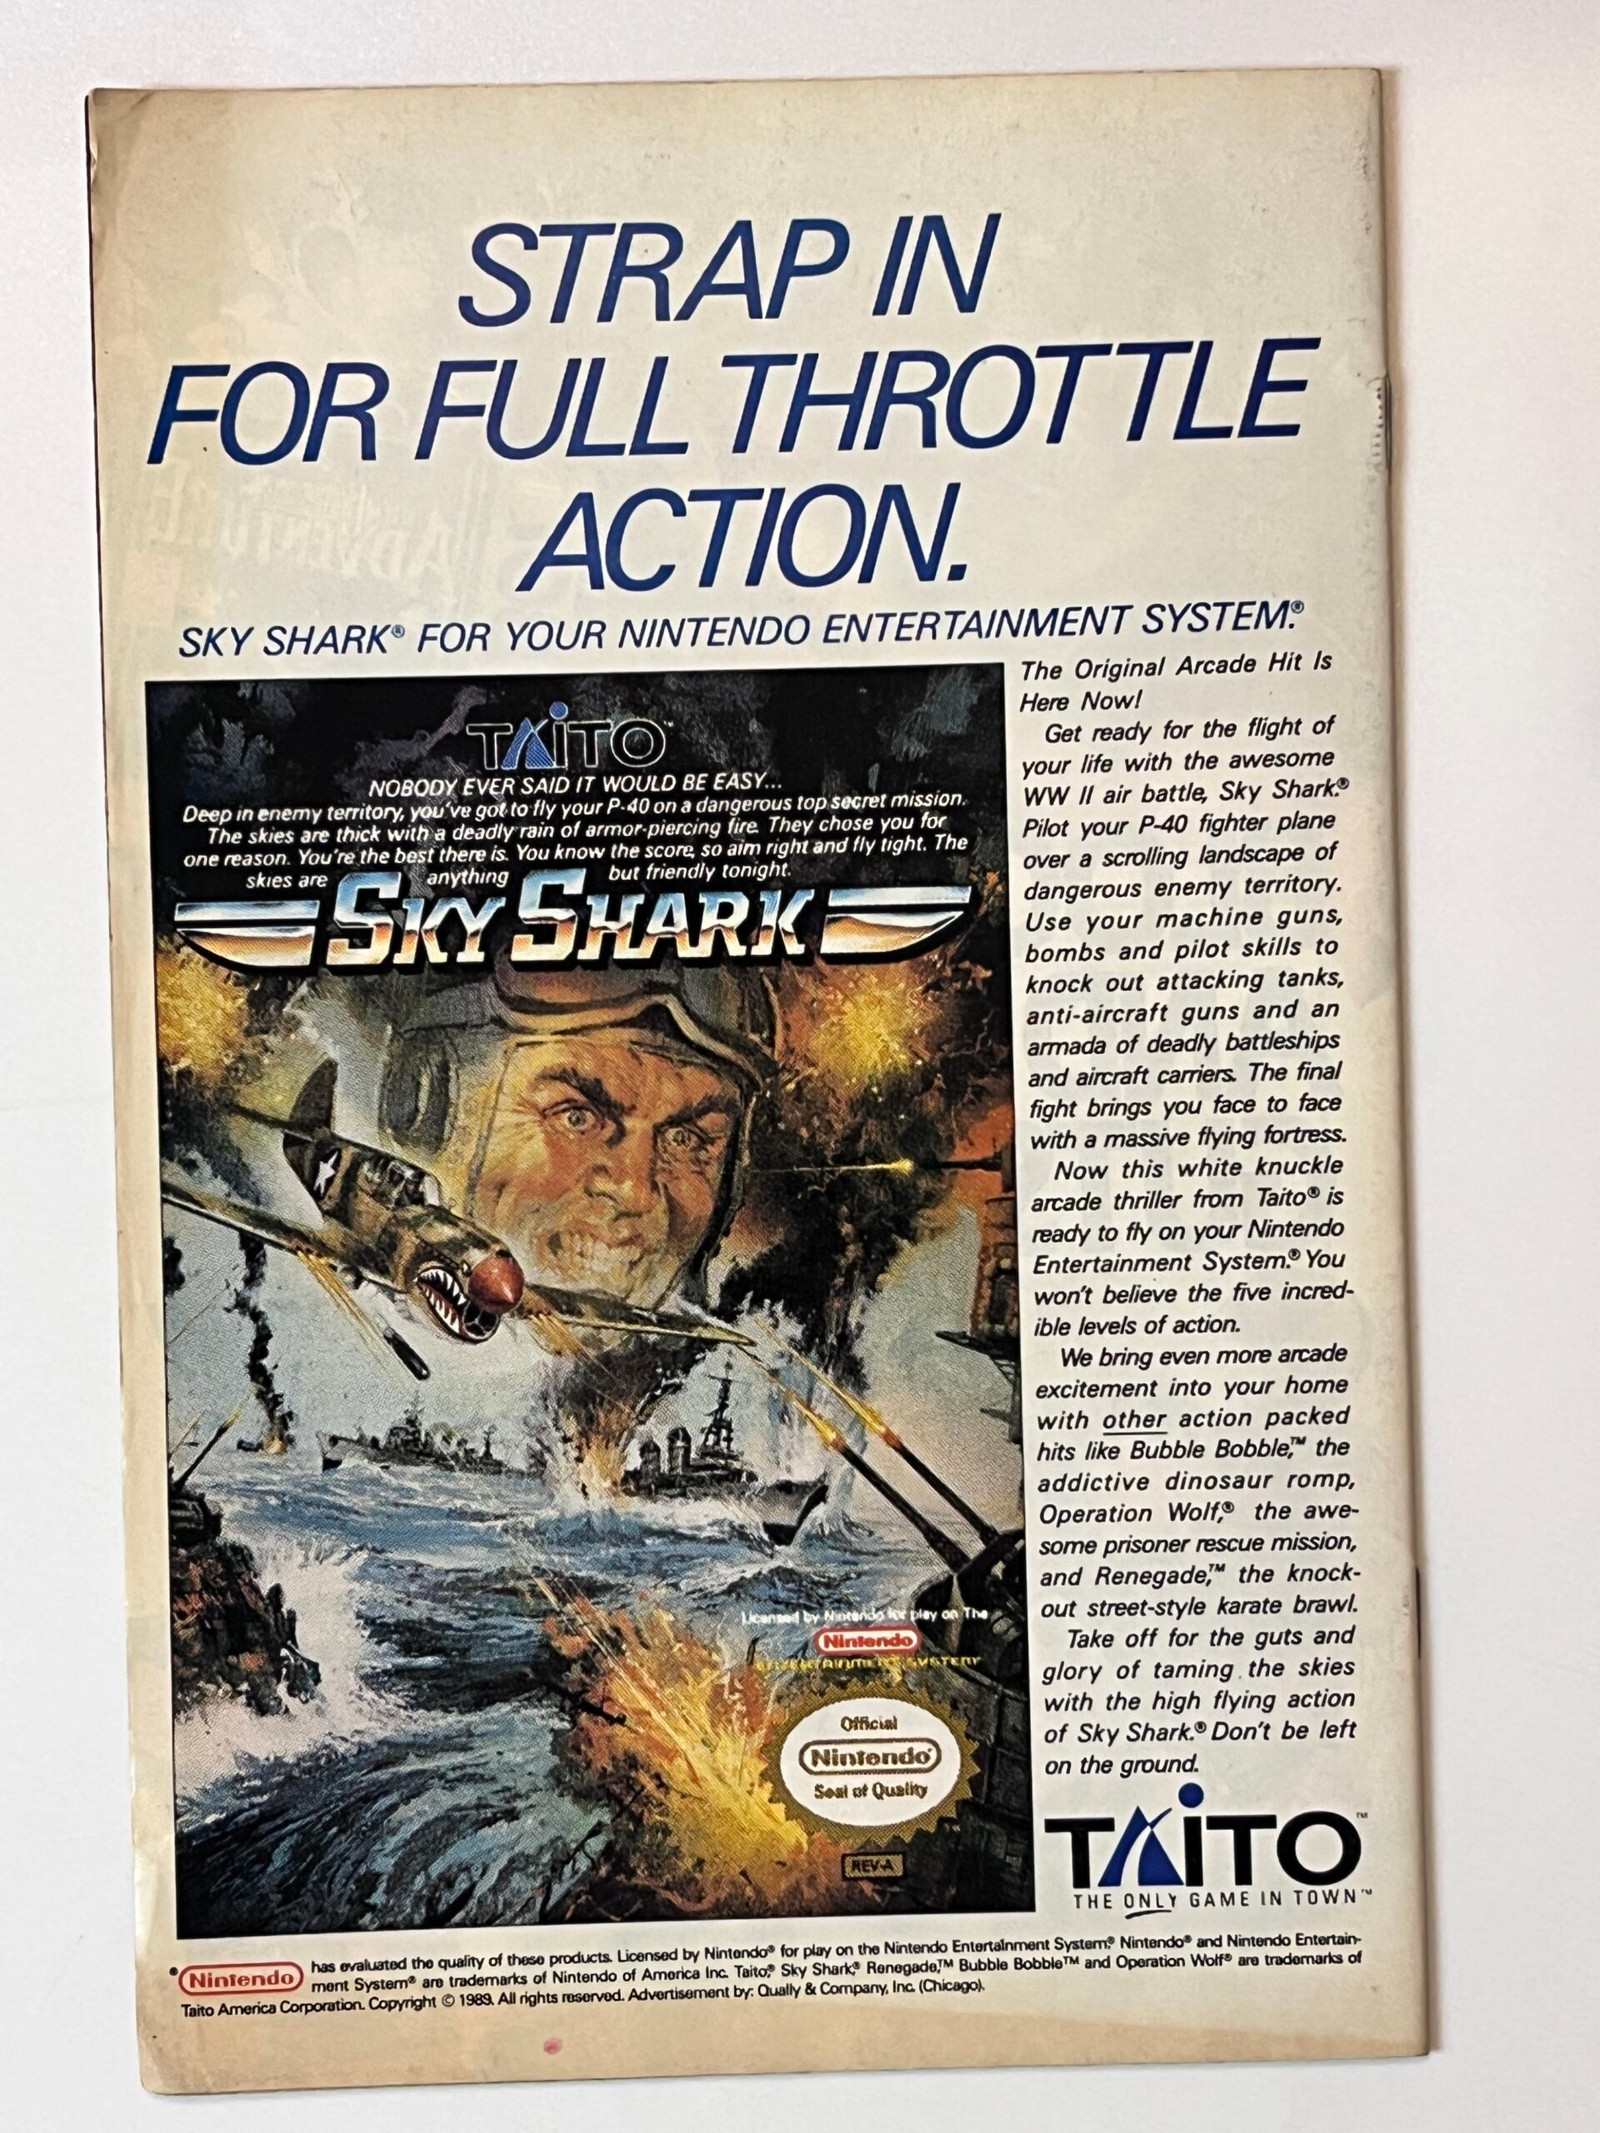 STRAP IN
FOR FULL THROTTLE
ACTION.
SKY SHARK® FOR YOUR NINTENDO ENTERTAINMENT SYSTEM.®
TAITO™
NOBODY EVER SAID IT WOULD BE EASY...
Deep in enemy territory, you've got to fly your P-40 on a dangerous top secret mission.
The skies are thick with a deadly rain of armor-piercing fire. They chose you for
one reason. You're the best there is. You know the score, so aim right and fly tight. The
skies are anything but friendly tonight.
SKY SHARK
Licensed by Nintendo for play on The
Nintendo
ENTERTAINMENT SYSTEM
Official
Nintendo®
Seal of Quality
REV-A
The Original Arcade Hit Is
Here Now!
Get ready for the flight of
your life with the awesome
WW II air battle, Sky Shark.®
Pilot your P-40 fighter plane
over a scrolling landscape of
dangerous enemy territory.
Use your machine guns,
bombs and pilot skills to
knock out attacking tanks,
anti-aircraft guns and an
armada of deadly battleships
and aircraft carriers. The final
fight brings you face to face
with a massive flying fortress.
Now this white knuckle
arcade thriller from Taito® is
ready to fly on your Nintendo
Entertainment System.® You
won't believe the five incred-
ible levels of action.
We bring even more arcade
excitement into your home
with other action packed
hits like Bubble Bobble,™ the
addictive dinosaur romp,
Operation Wolf,® the awe-
some prisoner rescue mission,
and Renegade,™ the knock-
out street-style karate brawl.
Take off for the guts and
glory of taming the skies
with the high flying action
of Sky Shark.® Don't be left
on the ground.
TAITO™
THE ONLY GAME IN TOWN™
Nintendo has evaluated the quality of these products. Licensed by Nintendo® for play on the Nintendo Entertainment System.® Nintendo® and Nintendo Entertain-
ment System® are trademarks of Nintendo of America Inc. Taito,® Sky Shark,® Renegade,™ Bubble Bobble™ and Operation Wolf® are trademarks of
Taito America Corporation. Copyright © 1989. All rights reserved. Advertisement by: Qually & Company, Inc. (Chicago).